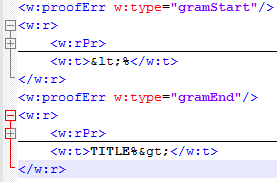 <w:proofErr w:type="gramStart"/>
<w:r>
<w:rPr>
<w:t>&lt;%</w:t>
</w:r>
<w:proofErr w:type="gramEnd"/>
<w:r>
<w:rPr>
<w:t>TITLE%&gt;</w:t>
</w:r>